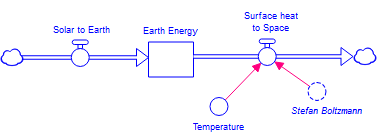 Solar to Earth
Earth Energy
Surface heat
to Space
Temperature
Stefan Boltzmann